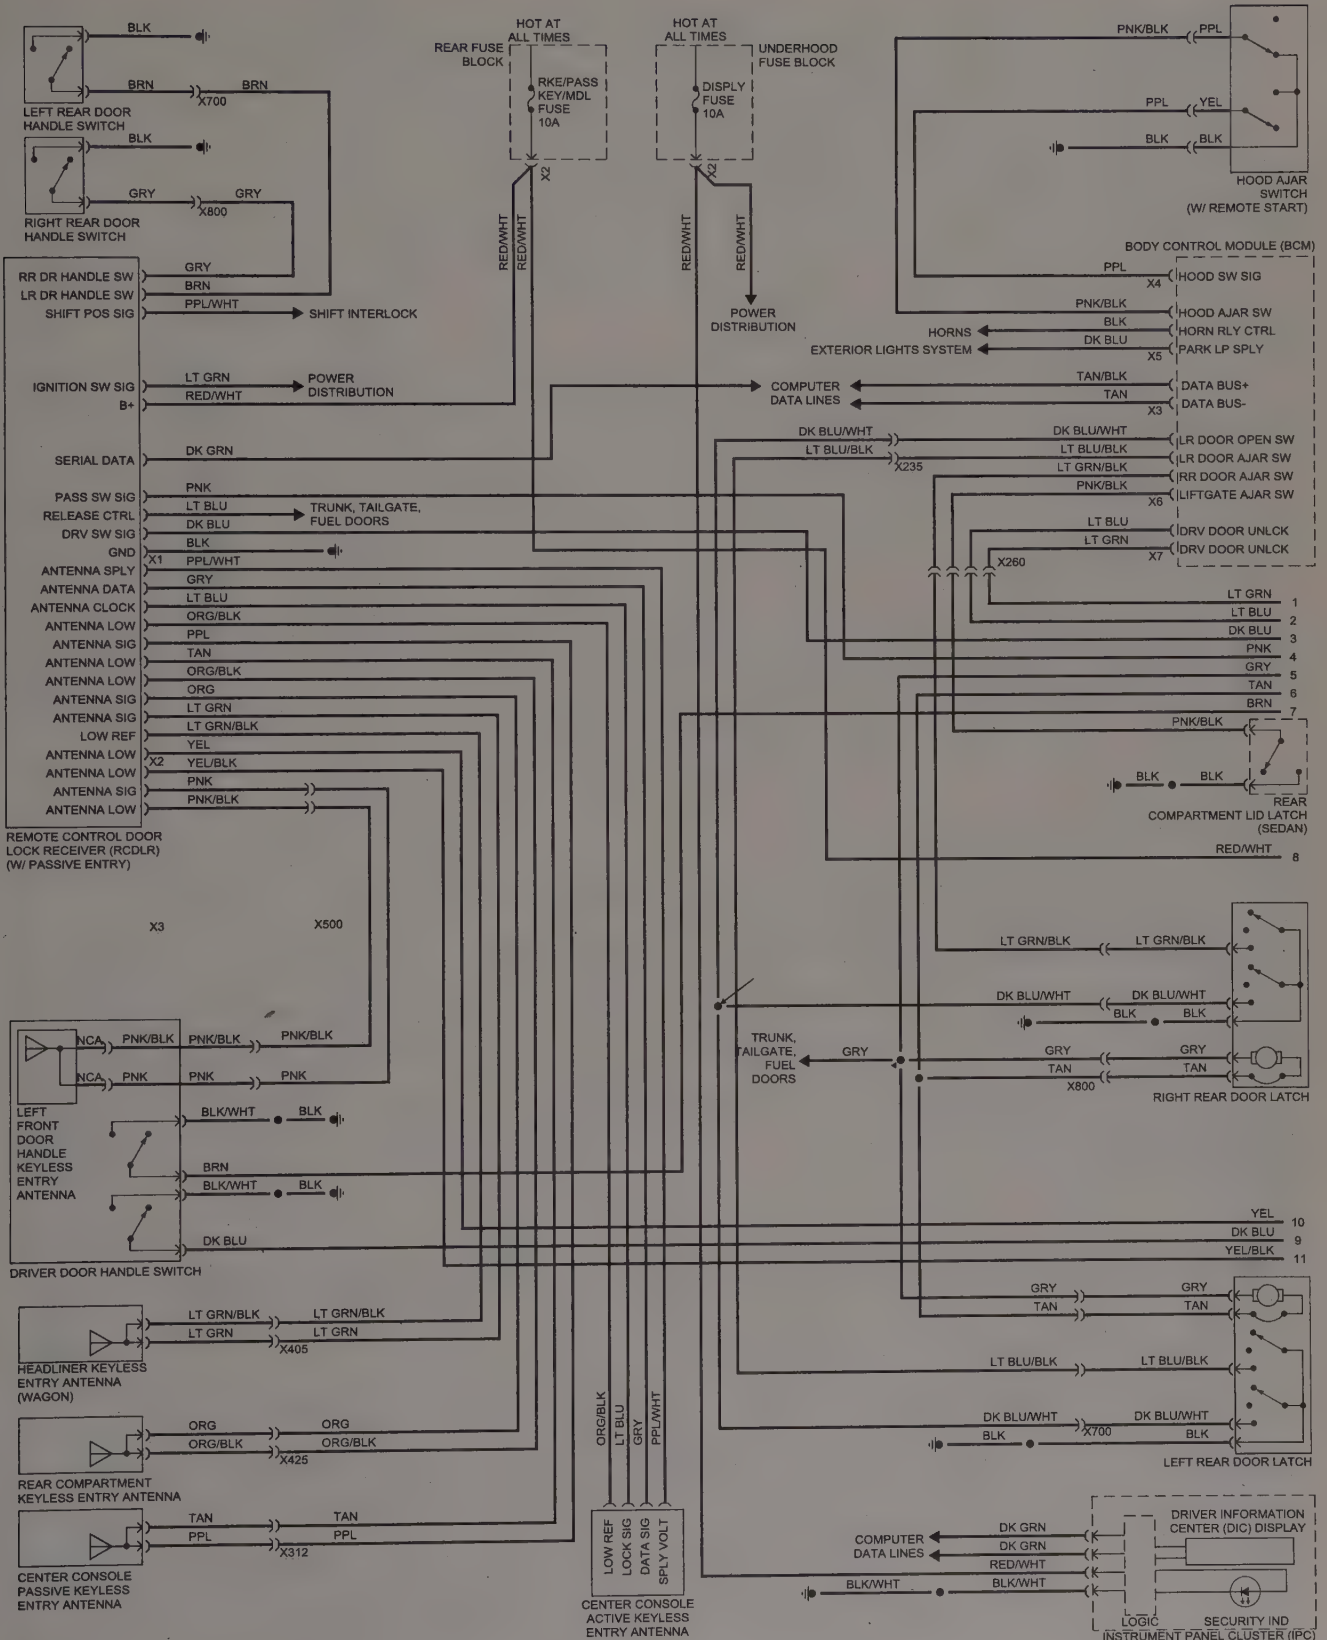 BLK
BRN
BRN
X700
LEFT REAR DOOR
HANDLE SWITCH
BLK
GRY
GRY
X800
RIGHT REAR DOOR
HANDLE SWITCH
HOT AT
ALL TIMES
REAR FUSE
BLOCK
RKE/PASS
KEY/MDL
FUSE
10A
X2
RED/WHT
RED/WHT
HOT AT
ALL TIMES
UNDERHOOD
FUSE BLOCK
DISPLY
FUSE
10A
X2
RED/WHT
RED/WHT
POWER
DISTRIBUTION
PNK/BLK
PPL
PPL
YEL
BLK
BLK
HOOD AJAR
SWITCH
(W/ REMOTE START)
RR DR HANDLE SW
GRY
LR DR HANDLE SW
BRN
SHIFT POS SIG
PPL/WHT
SHIFT INTERLOCK
IGNITION SW SIG
LT GRN
POWER
DISTRIBUTION
B+
RED/WHT
SERIAL DATA
DK GRN
PASS SW SIG
PNK
RELEASE CTRL
LT BLU
TRUNK, TAILGATE,
FUEL DOORS
DRV SW SIG
DK BLU
GND
BLK
X1
ANTENNA SPLY
PPL/WHT
ANTENNA DATA
GRY
ANTENNA CLOCK
LT BLU
ANTENNA LOW
ORG/BLK
ANTENNA SIG
PPL
ANTENNA LOW
TAN
ANTENNA LOW
ORG/BLK
ANTENNA SIG
ORG
ANTENNA SIG
LT GRN
LOW REF
LT GRN/BLK
ANTENNA LOW
YEL
X2
ANTENNA LOW
YEL/BLK
ANTENNA SIG
PNK
ANTENNA LOW
PNK/BLK
REMOTE CONTROL DOOR
LOCK RECEIVER (RCDLR)
(W/ PASSIVE ENTRY)
X3
X500
BODY CONTROL MODULE (BCM)
PPL
HOOD SW SIG
X4
PNK/BLK
HOOD AJAR SW
HORNS
BLK
HORN RLY CTRL
EXTERIOR LIGHTS SYSTEM
DK BLU
PARK LP SPLY
X5
COMPUTER
DATA LINES
TAN/BLK
DATA BUS+
TAN
DATA BUS-
X3
DK BLU/WHT
DK BLU/WHT
LR DOOR OPEN SW
LT BLU/BLK
LT BLU/BLK
LR DOOR AJAR SW
X235
LT GRN/BLK
RR DOOR AJAR SW
PNK/BLK
LIFTGATE AJAR SW
X6
LT BLU
DRV DOOR UNLCK
LT GRN
DRV DOOR UNLCK
X7
X260
LT GRN 1
LT BLU 2
DK BLU 3
PNK 4
GRY 5
TAN 6
BRN 7
PNK/BLK
BLK
BLK
REAR
COMPARTMENT LID LATCH
(SEDAN)
RED/WHT 8
LT GRN/BLK
LT GRN/BLK
DK BLU/WHT
DK BLU/WHT
BLK
BLK
TRUNK,
TAILGATE,
FUEL
DOORS
GRY
GRY
GRY
TAN
TAN
X800
RIGHT REAR DOOR LATCH
NCA
PNK/BLK
PNK/BLK
PNK/BLK
NCA
PNK
PNK
PNK
LEFT
FRONT
DOOR
HANDLE
KEYLESS
ENTRY
ANTENNA
BLK/WHT
BLK
BRN
BLK/WHT
BLK
DK BLU
DRIVER DOOR HANDLE SWITCH
YEL 10
DK BLU 9
YEL/BLK 11
LT GRN/BLK
LT GRN/BLK
LT GRN
LT GRN
X405
HEADLINER KEYLESS
ENTRY ANTENNA
(WAGON)
ORG
ORG
ORG/BLK
ORG/BLK
X425
REAR COMPARTMENT
KEYLESS ENTRY ANTENNA
TAN
TAN
PPL
PPL
X312
CENTER CONSOLE
PASSIVE KEYLESS
ENTRY ANTENNA
ORG/BLK
LT BLU
GRY
PPL/WHT
LOW REF
LOCK SIG
DATA SIG
SPLY VOLT
CENTER CONSOLE
ACTIVE KEYLESS
ENTRY ANTENNA
GRY
GRY
TAN
TAN
LT BLU/BLK
LT BLU/BLK
DK BLU/WHT
DK BLU/WHT
X700
BLK
BLK
LEFT REAR DOOR LATCH
COMPUTER
DATA LINES
DK GRN
DK GRN
RED/WHT
BLK/WHT
BLK/WHT
DRIVER INFORMATION
CENTER (DIC) DISPLAY
LOGIC
SECURITY IND
INSTRUMENT PANEL CLUSTER (IPC)